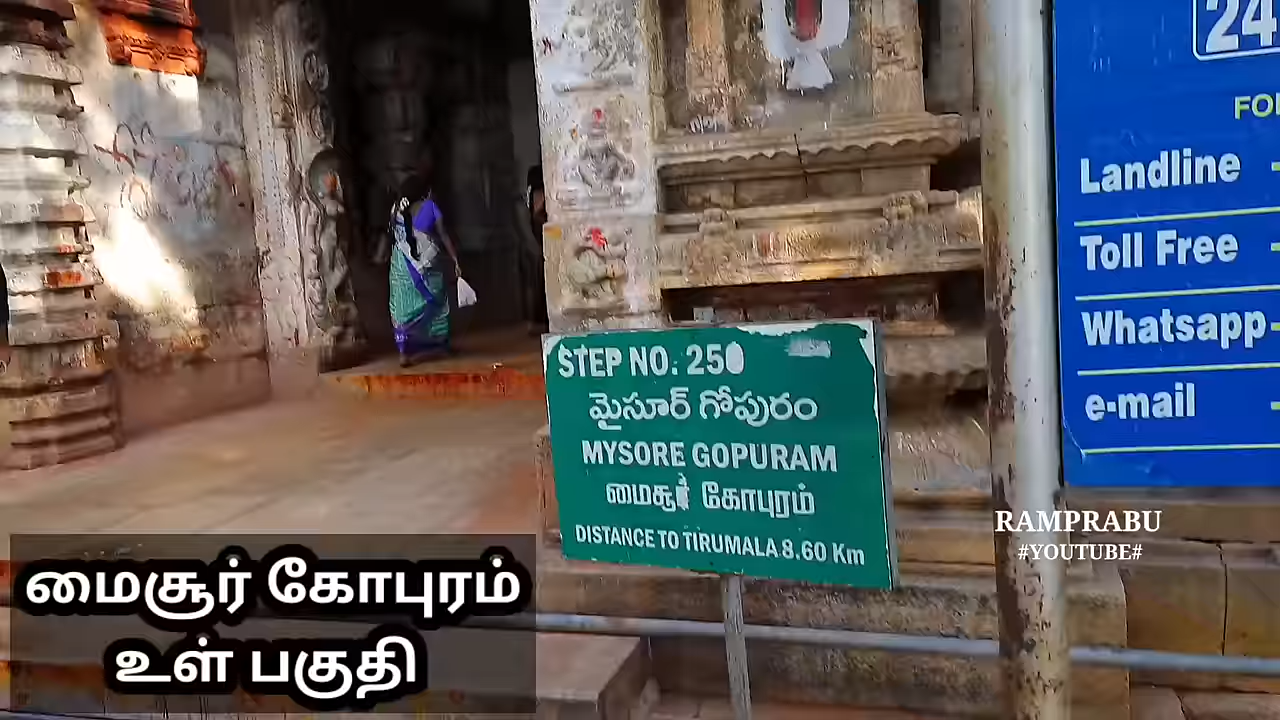 24
FO
Landline
Toll Free
Whatsapp
e-mail
STEP NO: 250
మైసూర్ గోపురం
MYSORE GOPURAM
மைசூர் கோபுரம்
DISTANCE TO TIRUMALA 8.60 Km
RAMPRABU
#YOUTUBE#
மைசூர் கோபுரம்
உள் பகுதி